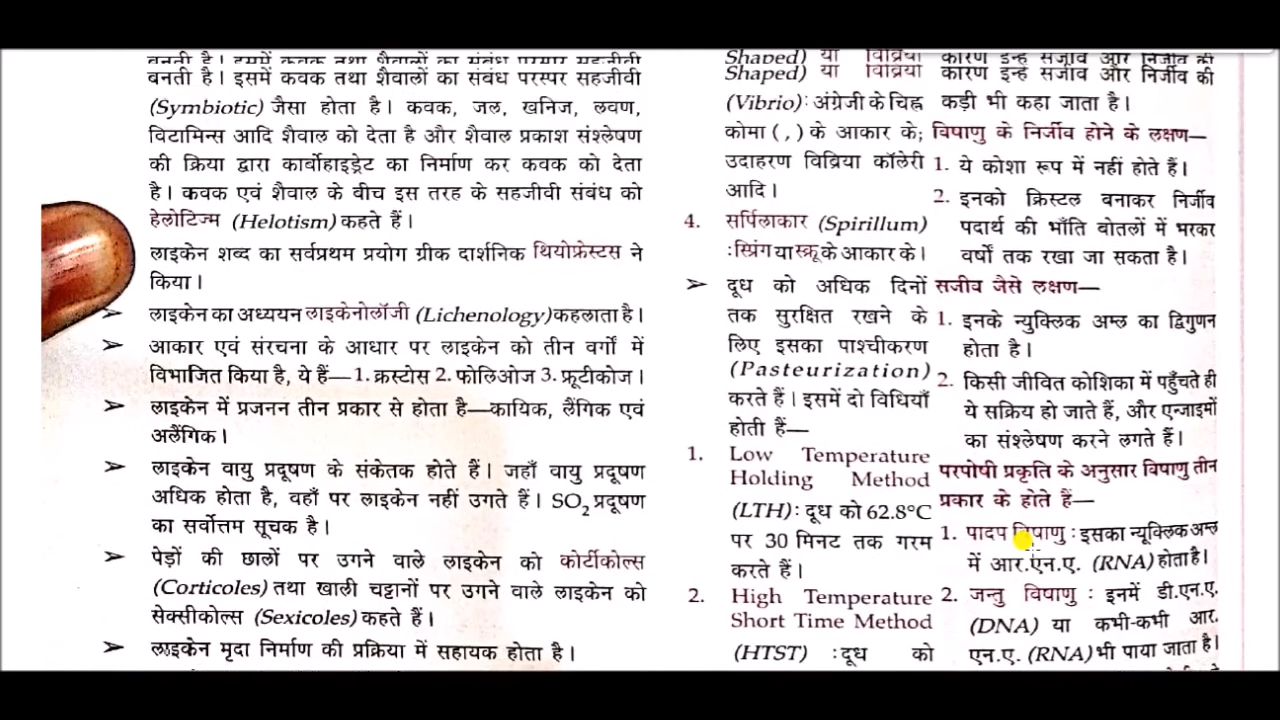 बनती है। इसमें कवक तथा शैवालों का संबंध परस्पर सहजीवी
(Symbiotic) जैसा होता है। कवक, जल, खनिज, लवण,
विटामिन्स आदि शैवाल को देता है और शैवाल प्रकाश संश्लेषण
की क्रिया द्वारा कार्बोहाइड्रेट का निर्माण कर कवक को देता
है। कवक एवं शैवाल के बीच इस तरह के सहजीवी संबंध को
हेलोटिज्म (Helotism) कहते हैं।
लाइकेन शब्द का सर्वप्रथम प्रयोग ग्रीक दार्शनिक थियोफ्रेस्टस ने
किया।
➢ लाइकेन का अध्ययन लाइकेनोलॉजी (Lichenology) कहलाता है।
➢ आकार एवं संरचना के आधार पर लाइकेन को तीन वर्गों में
विभाजित किया है, ये हैं— 1. क्रस्टोस 2. फोलिओज 3. फ्रूटीकोज।
➢ लाइकेन में प्रजनन तीन प्रकार से होता है—कायिक, लैंगिक एवं
अलैंगिक।
➢ लाइकेन वायु प्रदूषण के संकेतक होते हैं। जहाँ वायु प्रदूषण
अधिक होता है, वहाँ पर लाइकेन नहीं उगते हैं। SO₂ प्रदूषण
का सर्वोत्तम सूचक है।
➢ पेड़ों की छालों पर उगने वाले लाइकेन को कोर्टीकोल्स
(Corticoles) तथा खाली चट्टानों पर उगने वाले लाइकेन को
सेक्सीकोल्स (Sexicoles) कहते हैं।
➢ लाइकेन मृदा निर्माण की प्रक्रिया में सहायक होता है।
Shaped) या विव्रिया
(Vibrio) : अंग्रेजी के चिह्न
कोमा ( , ) के आकार के;
उदाहरण विव्रिया कॉलेरी
आदि।
4. सर्पिलाकार (Spirillum)
: स्प्रिंग या स्क्रू के आकार के।
➢ दूध को अधिक दिनों
तक सुरक्षित रखने के
लिए इसका पाश्चीकरण
(Pasteurization)
करते हैं। इसमें दो विधियाँ
होती हैं—
1. Low Temperature
Holding Method
(LTH) : दूध को 62.8°C
पर 30 मिनट तक गरम
करते हैं।
2. High Temperature
Short Time Method
(HTST) : दूध को
कारण इन्हें सजीव और निर्जीव की
कड़ी भी कहा जाता है।
विषाणु के निर्जीव होने के लक्षण—
1. ये कोशा रूप में नहीं होते हैं।
2. इनको क्रिस्टल बनाकर निर्जीव
पदार्थ की भाँति बोतलों में भरकर
वर्षों तक रखा जा सकता है।
सजीव जैसे लक्षण—
1. इनके न्युक्लिक अम्ल का द्विगुणन
होता है।
2. किसी जीवित कोशिका में पहुँचते ही
ये सक्रिय हो जाते हैं, और एन्जाइमों
का संश्लेषण करने लगते हैं।
परपोषी प्रकृति के अनुसार विषाणु तीन
प्रकार के होते हैं—
1. पादप विषाणु : इसका न्यूक्लिक अम्ल
में आर.एन.ए. (RNA) होता है।
2. जन्तु विषाणु : इनमें डी.एन.ए.
(DNA) या कभी-कभी आर.
एन.ए. (RNA) भी पाया जाता है।